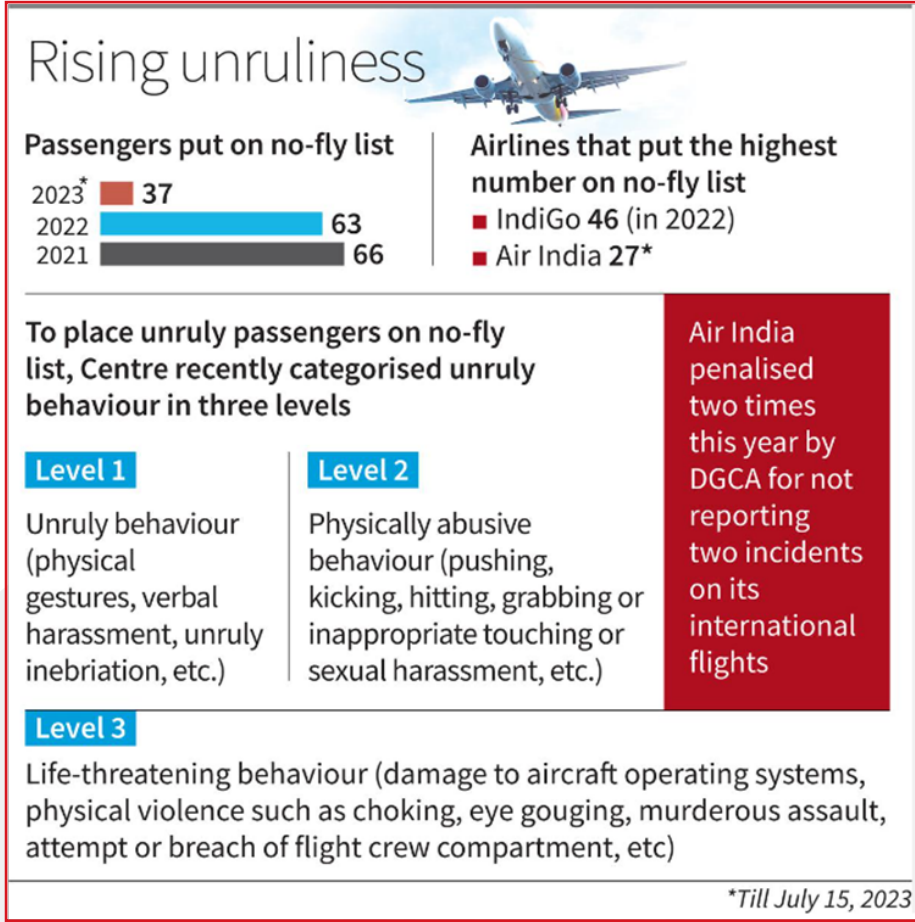 Rising unruliness
Passengers put on no-fly list
2023* 37
2022 63
2021 66
Airlines that put the highest
number on no-fly list
IndiGo 46 (in 2022)
Air India 27*
To place unruly passengers on no-fly
list, Centre recently categorised unruly
behaviour in three levels
Level 1
Unruly behaviour
(physical
gestures, verbal
harassment, unruly
inebriation, etc.)
Level 2
Physically abusive
behaviour (pushing,
kicking, hitting, grabbing or
inappropriate touching or
sexual harassment, etc.)
Air India
penalised
two times
this year by
DGCA for not
reporting
two incidents
on its
international
flights
Level 3
Life-threatening behaviour (damage to aircraft operating systems,
physical violence such as choking, eye gouging, murderous assault,
attempt or breach of flight crew compartment, etc)
*Till July 15, 2023